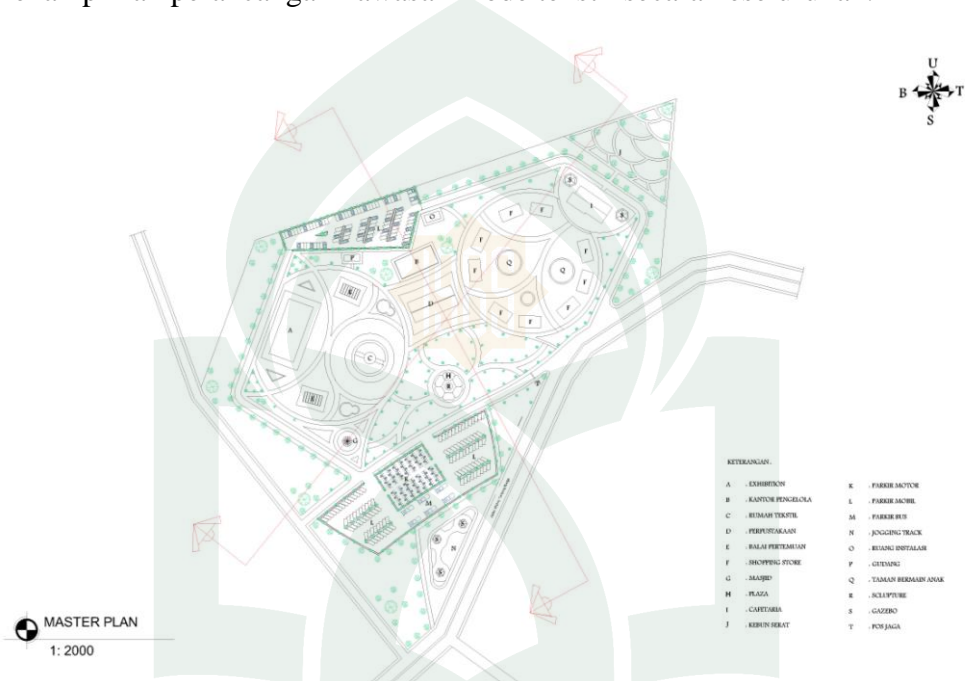 U
B T
S
KETERANGAN :
A . EXHIBITION
B . KANTOR PENGELOLA
C . RUMAH TEKSTIL
D . PERPUSTAKAAN
E . BALAI PERTEMUAN
F . SHOPPING STORE
G . MASJID
H . PLAZA
I . CAFETARIA
J . KEBUN SERAT
K . PARKIR MOTOR
L . PARKIR MOBIL
M . PARKIR BUS
N . JOGGING TRACK
O . RUANG INSTALASI
P . GUDANG
Q . TAMAN BERMAIN ANAK
R . SCULPTURE
S . GAZEBO
T . POS JAGA
MASTER PLAN
1: 2000